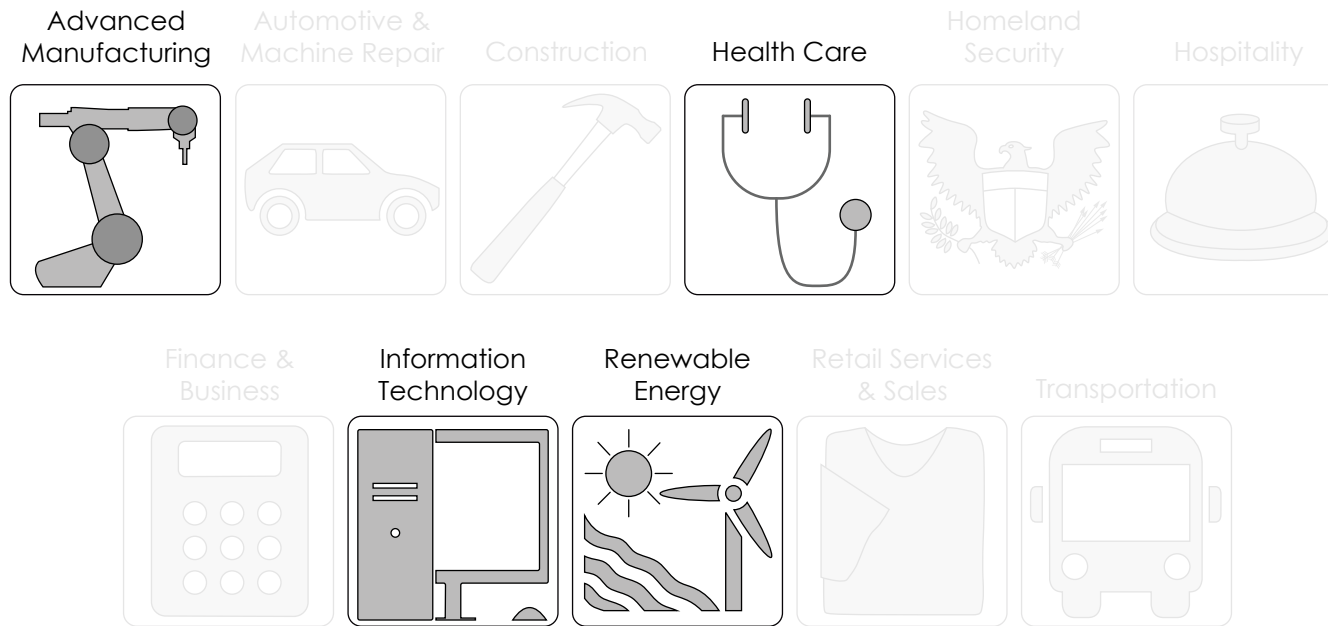 Advanced
Manufacturing
Automotive &
Machine Repair
Construction
Health Care
Homeland
Security
Hospitality
Finance &
Business
Information
Technology
Renewable
Energy
Retail Services
& Sales
Transportation